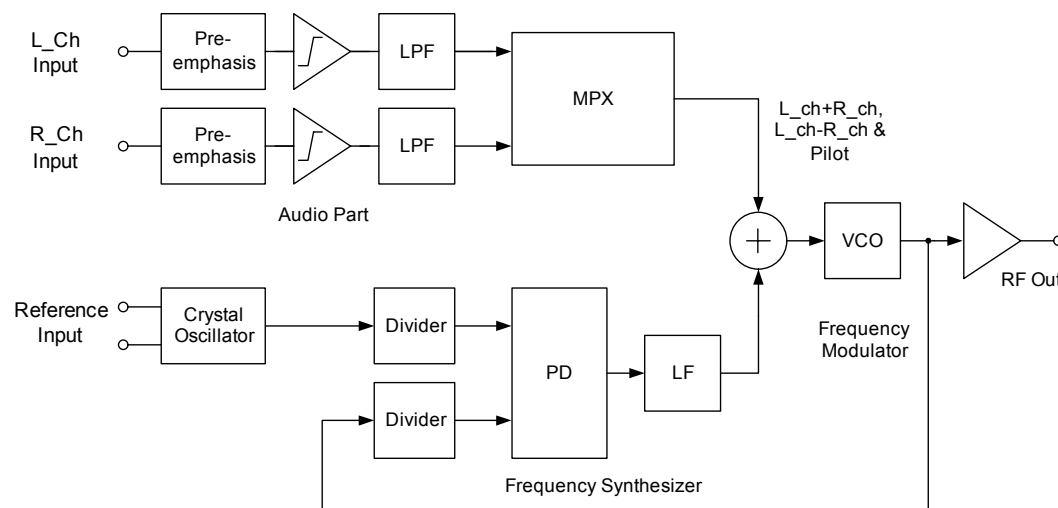 L_Ch
Input
Pre-
emphasis
LPF
MPX
R_Ch
Input
Pre-
emphasis
LPF
L_ch+R_ch,
L_ch-R_ch &
Pilot
Audio Part
VCO
RF Out
Reference
Input
Crystal
Oscillator
Divider
PD
LF
Frequency
Modulator
Divider
Frequency Synthesizer